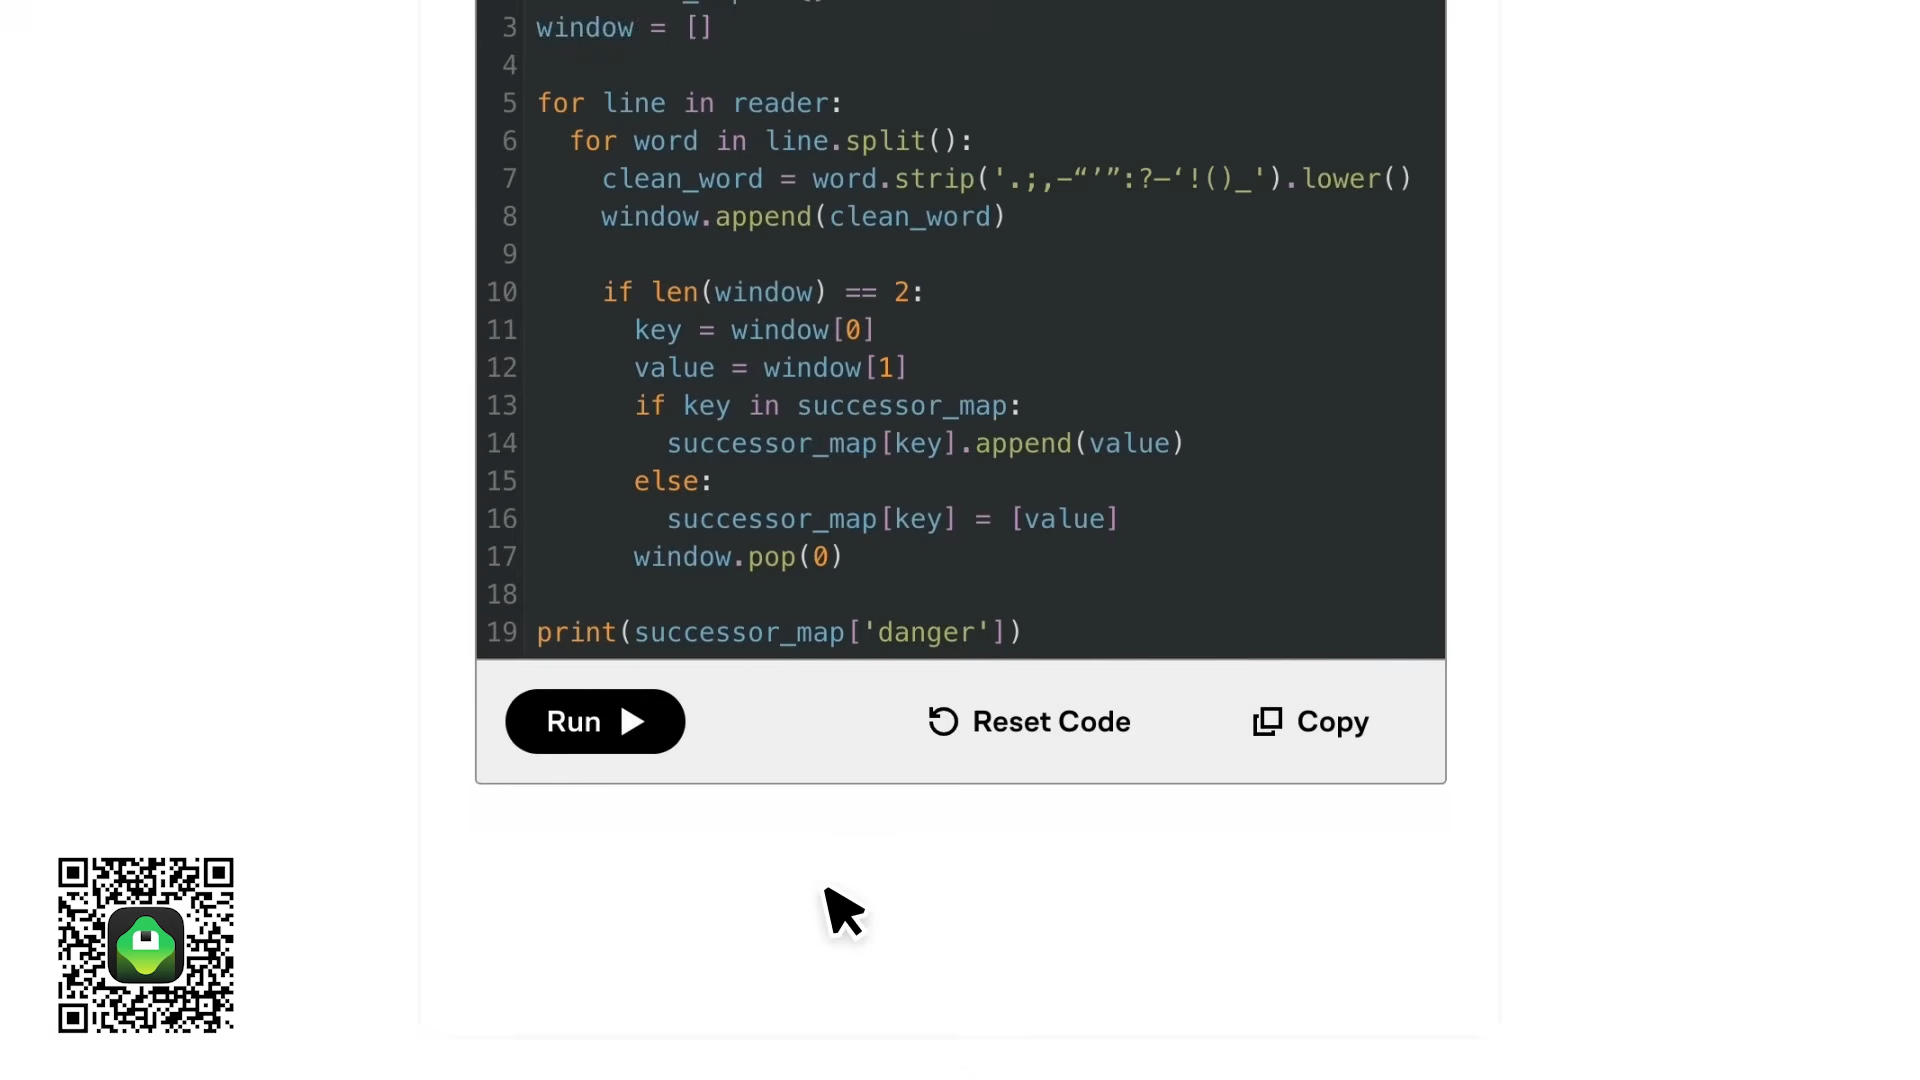 3 window = []
4
5 for line in reader:
6 for word in line.split():
7 clean_word = word.strip('.;,—“’”:?—‘!()_').lower()
8 window.append(clean_word)
9
10 if len(window) == 2:
11 key = window[0]
12 value = window[1]
13 if key in successor_map:
14 successor_map[key].append(value)
15 else:
16 successor_map[key] = [value]
17 window.pop(0)
18
19 print(successor_map['danger'])
Run Reset Code Copy